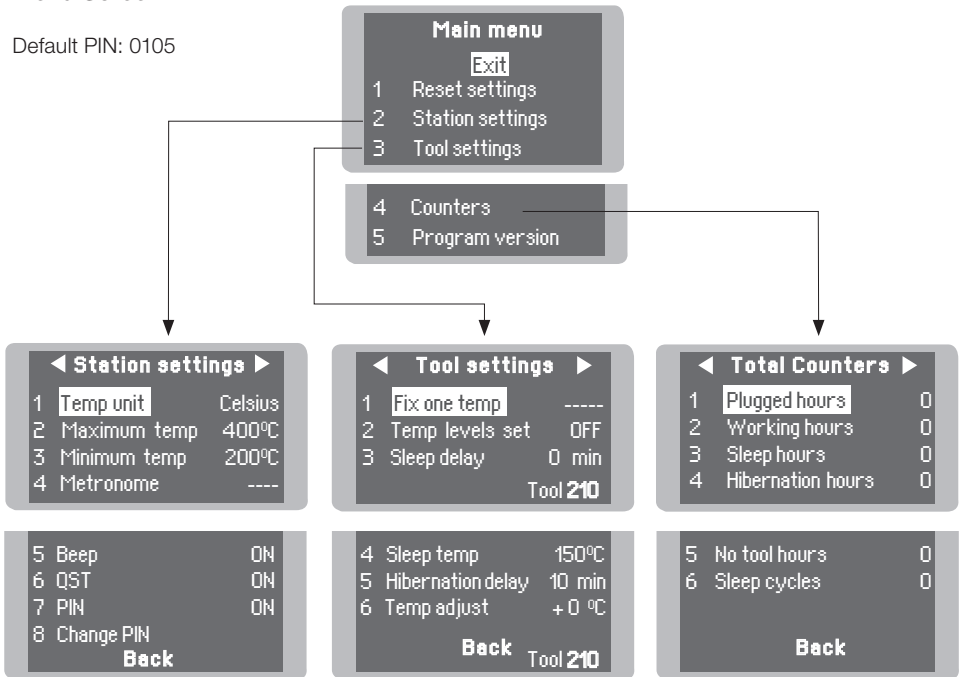 Default PIN: 0105
Main menu
Exit
1 Reset settings
2 Station settings
3 Tool settings
4 Counters
5 Program version
◀ Station settings ▶
1 Temp unit Celsius
2 Maximum temp 400ºC
3 Minimum temp 200ºC
4 Metronome ----
5 Beep ON
6 QST ON
7 PIN ON
8 Change PIN
Back
◀ Tool settings ▶
1 Fix one temp -----
2 Temp levels set OFF
3 Sleep delay 0 min
Tool 210
4 Sleep temp 150ºC
5 Hibernation delay 10 min
6 Temp adjust +0 ºC
Back
Tool 210
◀ Total Counters ▶
1 Plugged hours 0
2 Working hours 0
3 Sleep hours 0
4 Hibernation hours 0
5 No tool hours 0
6 Sleep cycles 0
Back